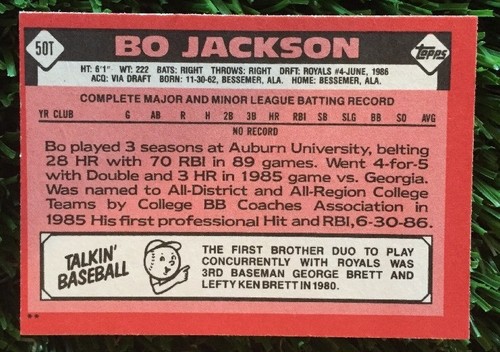 50T
BO JACKSON
Topps
HT: 6'1" WT: 222 BATS: RIGHT THROWS: RIGHT DRFT: ROYALS #4-JUNE, 1986
ACQ: VIA DRAFT BORN: 11-30-62, BESSEMER, ALA. HOME: BESSEMER, ALA.
COMPLETE MAJOR AND MINOR LEAGUE BATTING RECORD
YR CLUB G AB R H 2B 3B HR RBI SB SLG BB SO AVG
NO RECORD
Bo played 3 seasons at Auburn University, belting
28 HR with 70 RBI in 89 games. Went 4-for-5
with Double and 3 HR in 1985 game vs. Georgia.
Was named to All-District and All-Region College
Teams by College BB Coaches Association in
1985 His first professional Hit and RBI, 6-30-86.
TALKIN'
BASEBALL
THE FIRST BROTHER DUO TO PLAY
CONCURRENTLY WITH ROYALS WAS
3RD BASEMAN GEORGE BRETT AND
LEFTY KEN BRETT IN 1980.
**